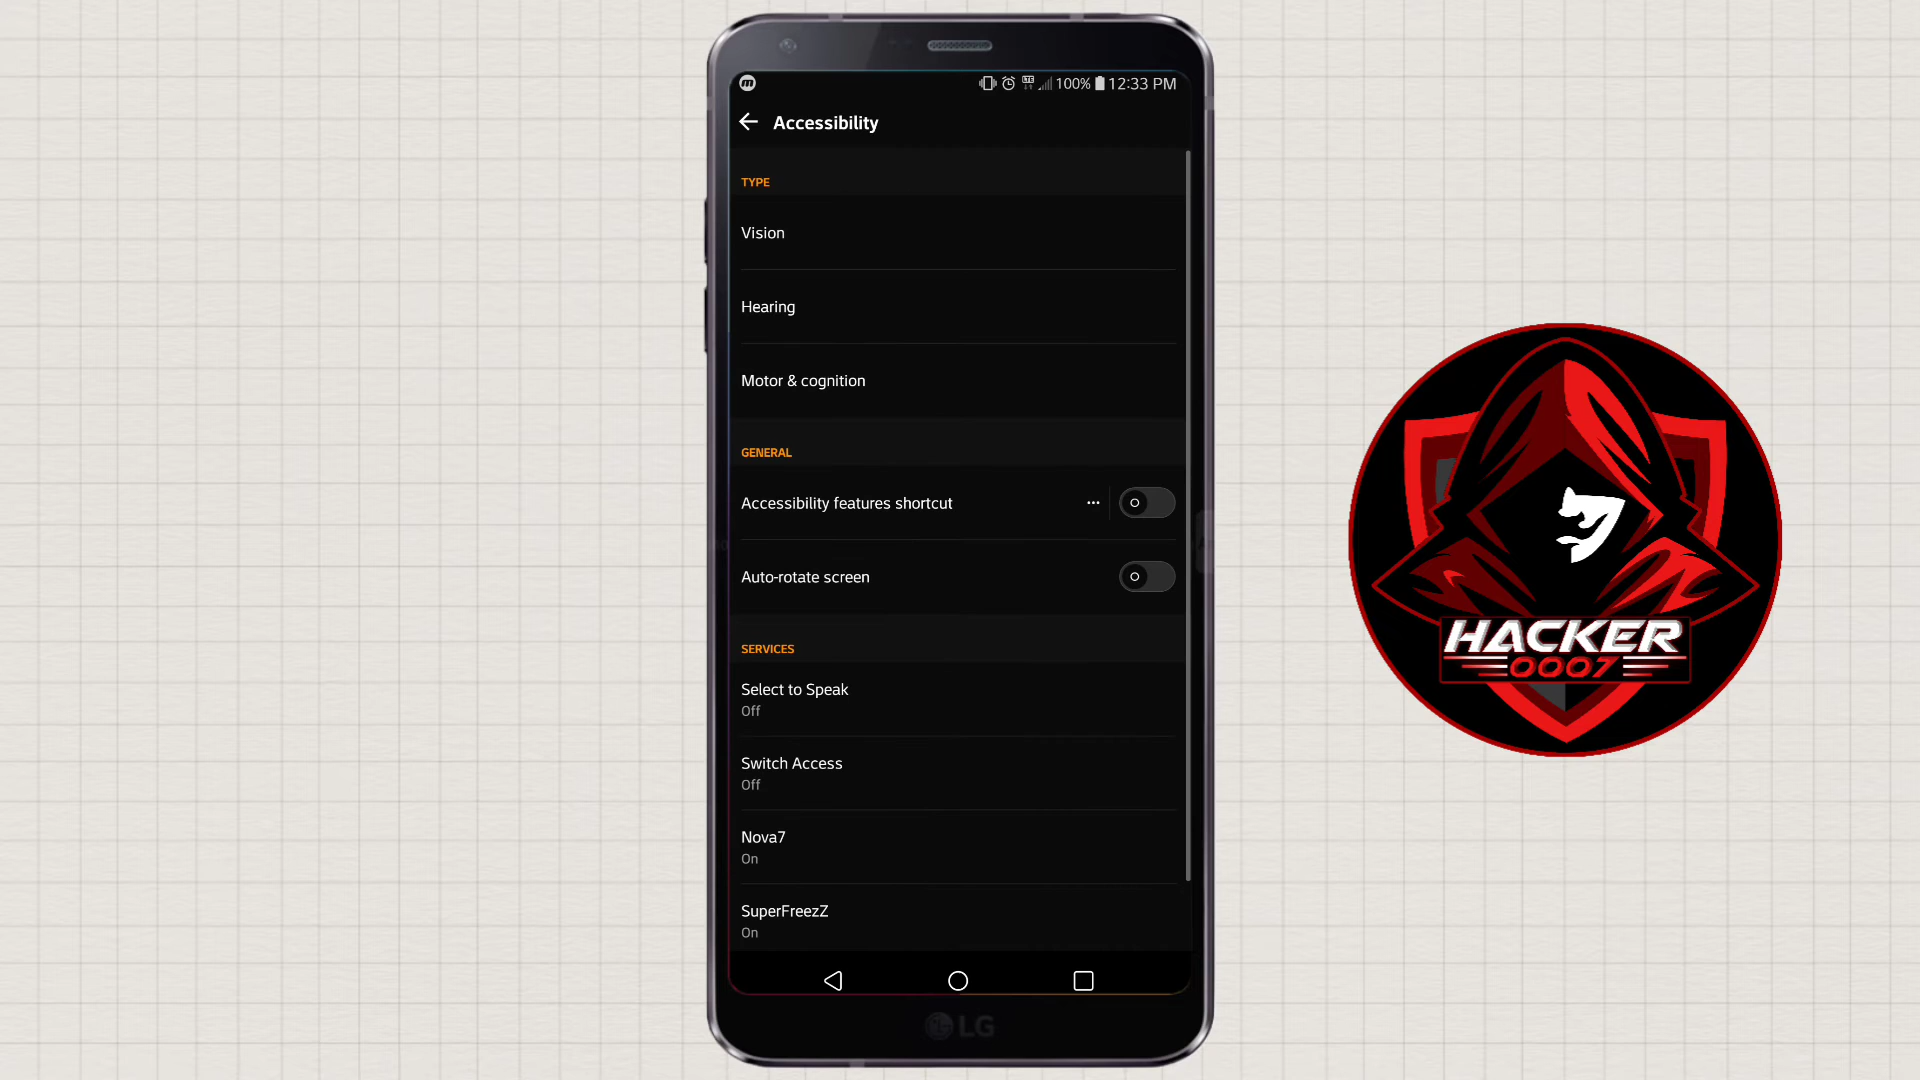 100% 12:33 PM
Accessibility
TYPE
Vision
Hearing
Motor & cognition
GENERAL
Accessibility features shortcut
Auto-rotate screen
SERVICES
Select to Speak
Off
Switch Access
Off
Nova7
On
SuperFreezZ
On
LG
HACKER
0007